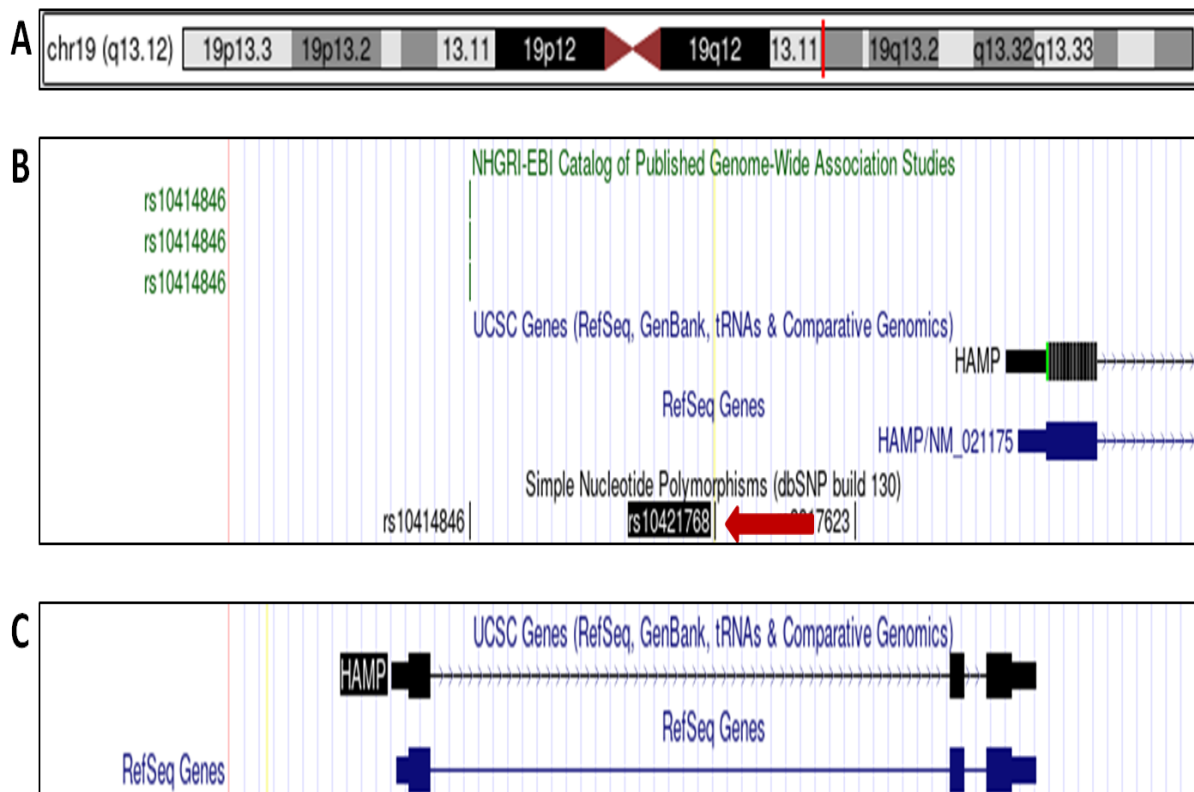 A
chr19 (q13.12) 19p13.3 19p13.2 13.11 19p12 19q12 13.11 19q13.2 q13.32 q13.33
B
NHGRI-EBI Catalog of Published Genome-Wide Association Studies
rs10414846
rs10414846
rs10414846
UCSC Genes (RefSeq, GenBank, tRNAs & Comparative Genomics)
HAMP
RefSeq Genes
HAMP/NM_021175
Simple Nucleotide Polymorphisms (dbSNP build 130)
rs10414846 rs10421768
C
UCSC Genes (RefSeq, GenBank, tRNAs & Comparative Genomics)
HAMP
RefSeq Genes
RefSeq Genes